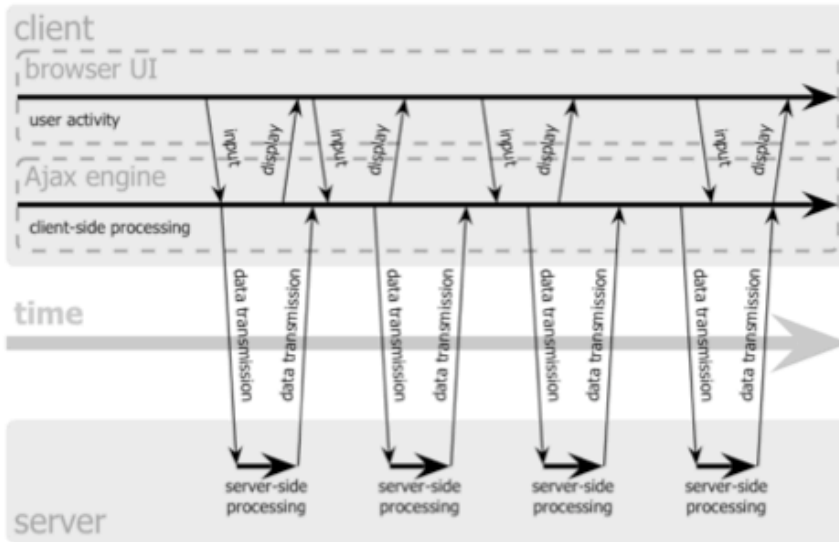 client
browser UI
user activity
input
display
input
display
input
display
input
display
Ajax engine
client-side processing
data transmission
data transmission
data transmission
data transmission
data transmission
data transmission
data transmission
data transmission
time
server-side
processing
server-side
processing
server-side
processing
server-side
processing
server